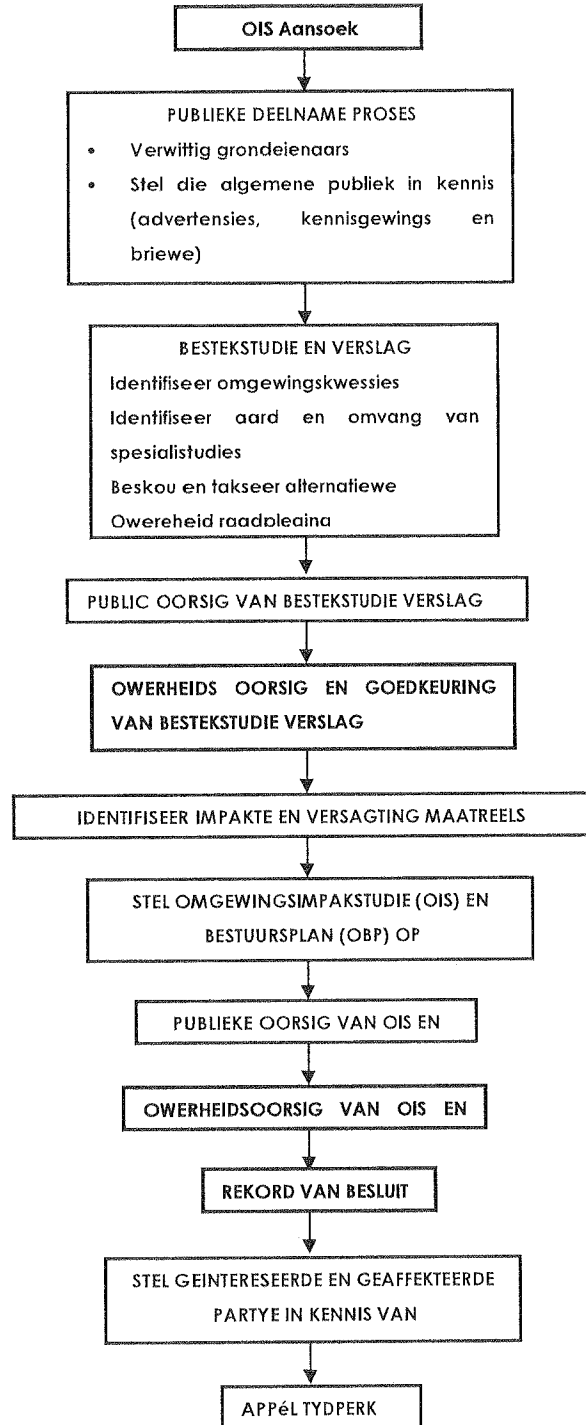 OIS Aansoek
PUBLIEKE DEELNAME PROSES
• Verwittig grondeienaars
• Stel die algemene publiek in kennis
(advertensies, kennisgewings en
briewe)
BESTEKSTUDIE EN VERSLAG
Identifiseer omgewingskwessies
Identifiseer aard en omvang van
spesialistudies
Beskou en takseer alternatiewe
Owereheid raadpleging
PUBLIC OORSIG VAN BESTEKSTUDIE VERSLAG
OWERHEIDS OORSIG EN GOEDKEURING
VAN BESTEKSTUDIE VERSLAG
IDENTIFISEER IMPAKTE EN VERSAGTING MAATREELS
STEL OMGEWINGSIMPAKSTUDIE (OIS) EN
BESTUURSPLAN (OBP) OP
PUBLIEKE OORSIG VAN OIS EN
OWERHEIDSOORSIG VAN OIS EN
REKORD VAN BESLUIT
STEL GEINTERESEERDE EN GEAFFEKTEERDE
PARTYE IN KENNIS VAN
APPéL TYDPERK